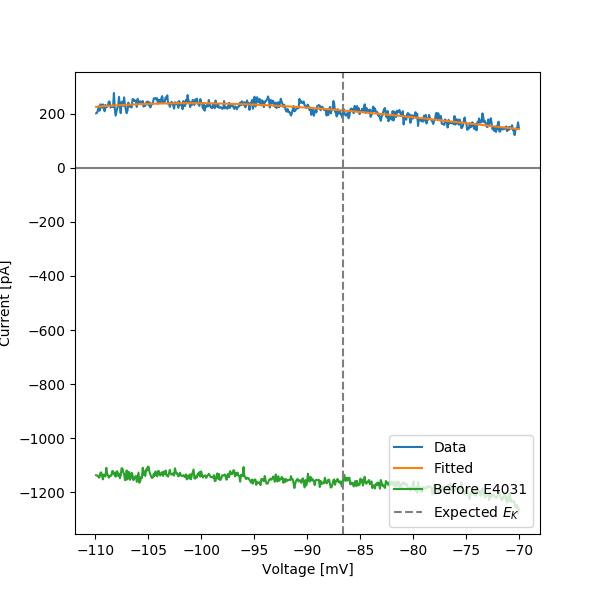 200
0
−200
−400
−600
−800
−1000
−1200
Current [pA]
−110
−105
−100
−95
−90
−85
−80
−75
−70
Voltage [mV]
Data
Fitted
Before E4031
Expected E_K